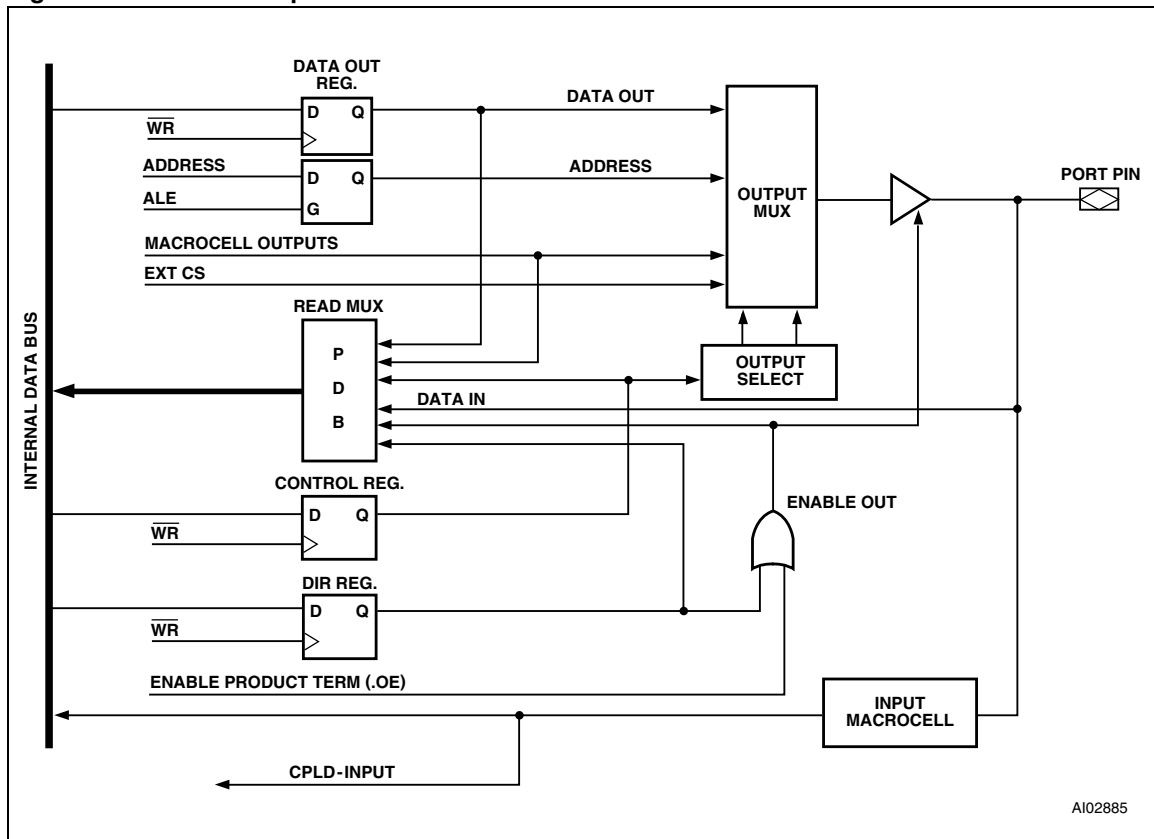 DATA OUT
REG.
D Q
DATA OUT
WR
ADDRESS
D Q
ADDRESS
ALE
G
OUTPUT
MUX
PORT PIN
MACROCELL OUTPUTS
EXT CS
READ MUX
P
D
B
OUTPUT
SELECT
DATA IN
INTERNAL DATA BUS
CONTROL REG.
D Q
WR
ENABLE OUT
DIR REG.
D Q
WR
ENABLE PRODUCT TERM (.OE)
INPUT
MACROCELL
CPLD-INPUT
AI02885